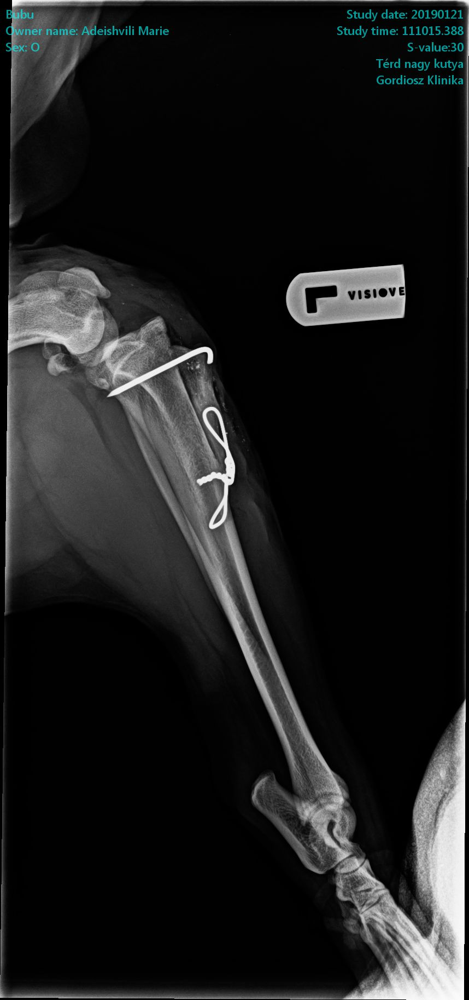 Bubu
Owner name: Adeishvili Marie
Sex: O
Study date: 20190121
Study time: 111015.388
S-value:30
Térd nagy kutya
Gordiosz Klinika
L VISIOVE